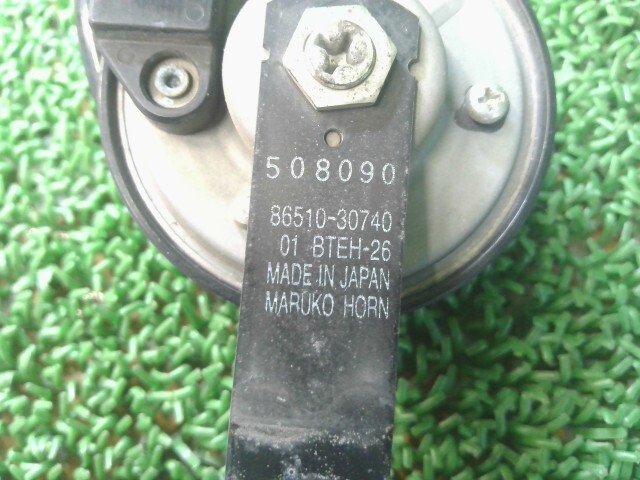 508090
86510-30740
01 BTEH-26
MADE IN JAPAN
MARUKO HORN